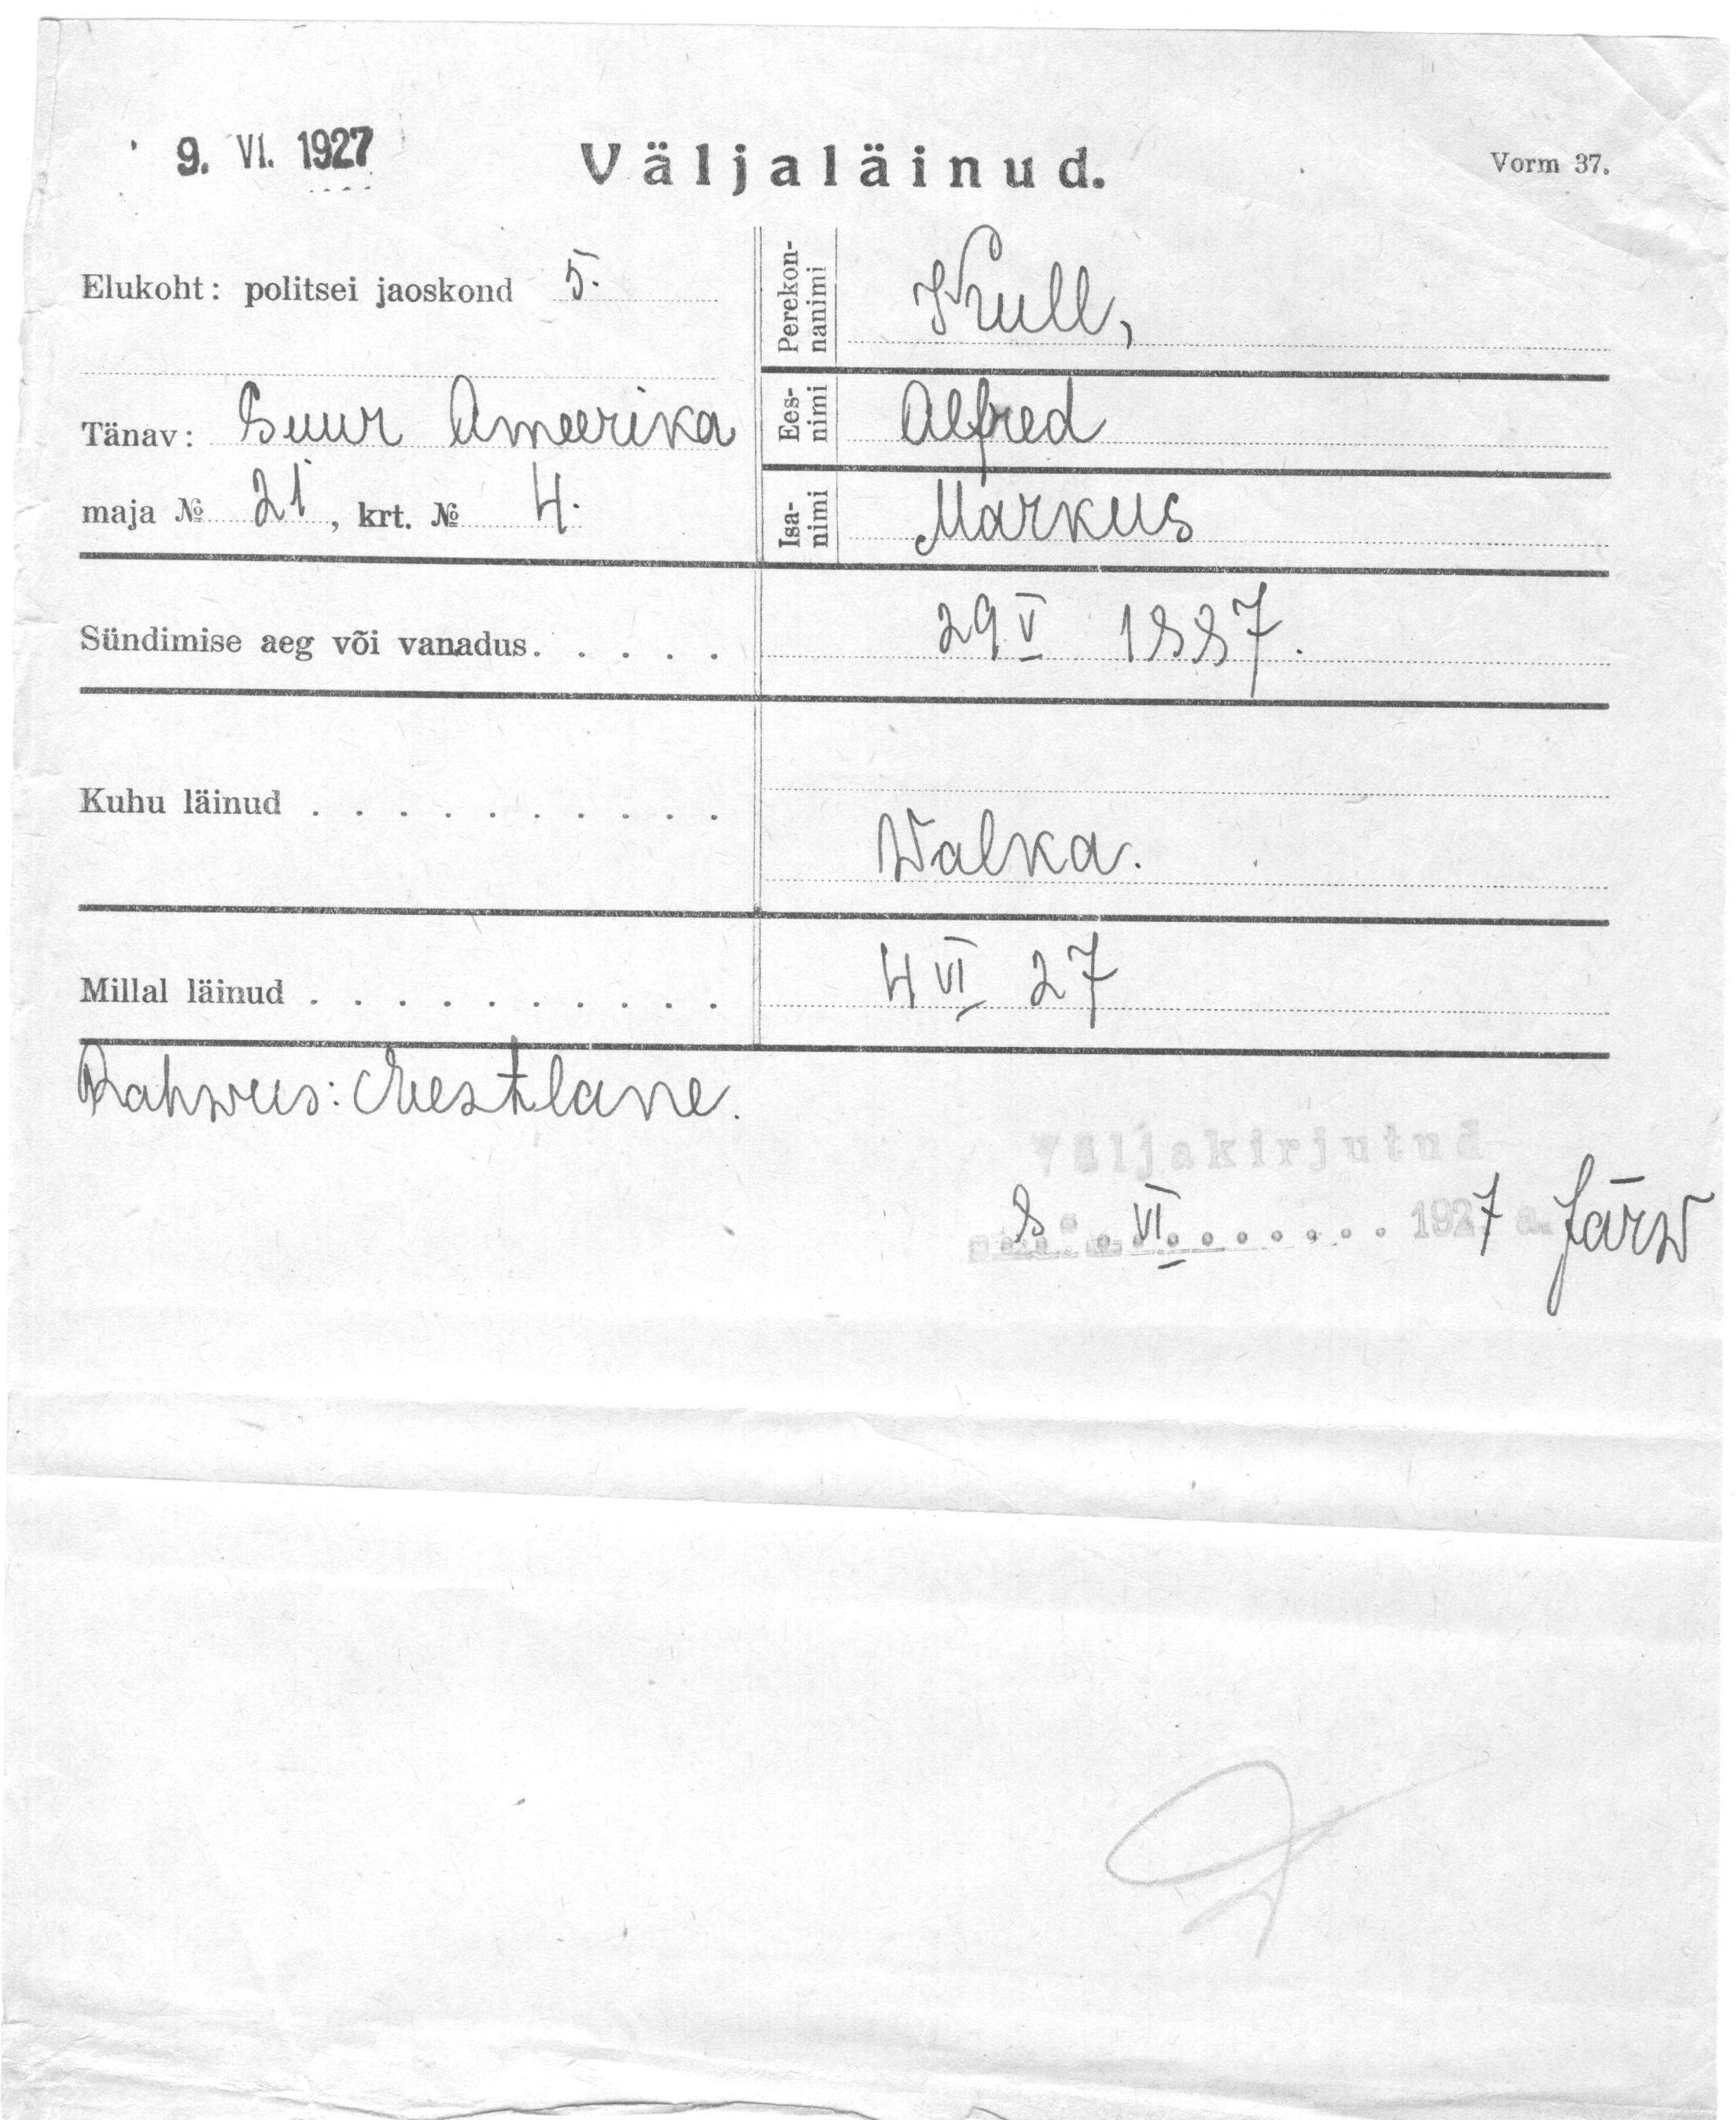 9. VI. 1927
Väljaläinud.
Vorm 37.
Elukoht: politsei jaoskond 5.
Tänav: Suur Ameerika
maja № 21, krt. № 4.
Perekon-
nanimi
Krull,
Ees-
nimi
Alfred
Isa-
nimi
Markus
Sündimise aeg või vanadus. . . . . 29 V 1887.
Kuhu läinud . . . . . . . . . .
Walka.
Millal läinud . . . . . . . . . . 4 VI 27
Rahwus: Eestlane.
Väljakirjutud
8. VI. . . . . . . . 1927 a. Järw